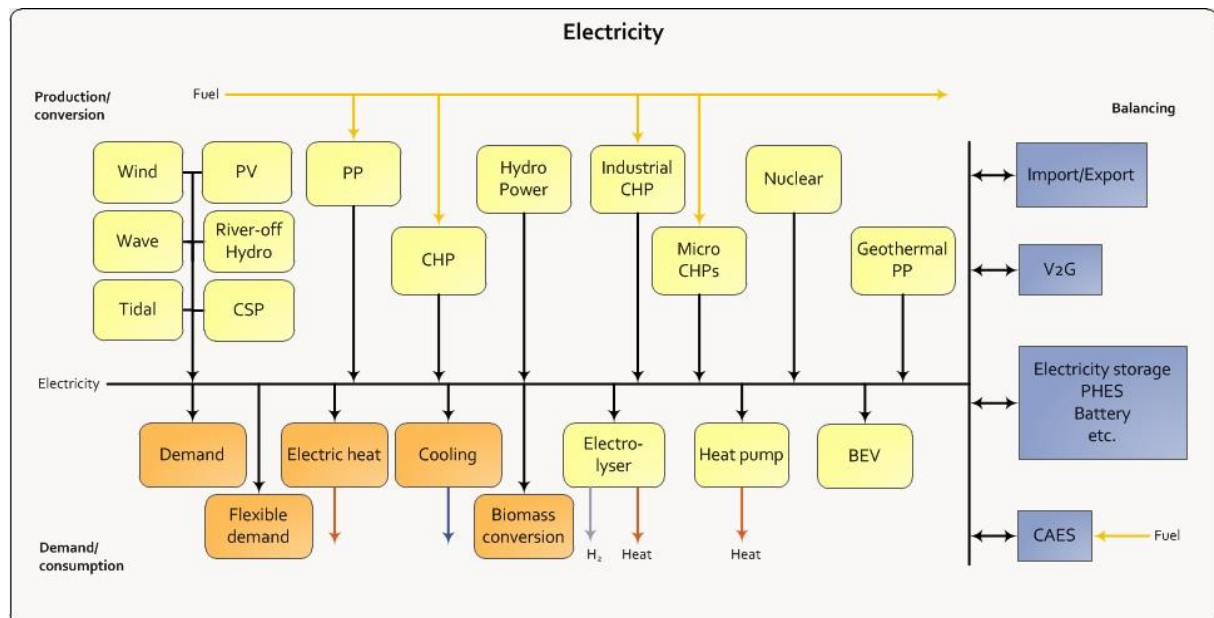 Electricity
Production/
conversion
Fuel
Balancing
Wind
PV
PP
Hydro
Power
Industrial
CHP
Nuclear
Import/Export
Wave
River-off
Hydro
CHP
Micro
CHPs
Geothermal
PP
V2G
Tidal
CSP
Electricity
Electricity storage
PHES
Battery
etc.
Demand
Electric heat
Cooling
Electro-
lyser
Heat pump
BEV
Flexible
demand
Biomass
conversion
Demand/
consumption
H₂
Heat
Heat
CAES
Fuel